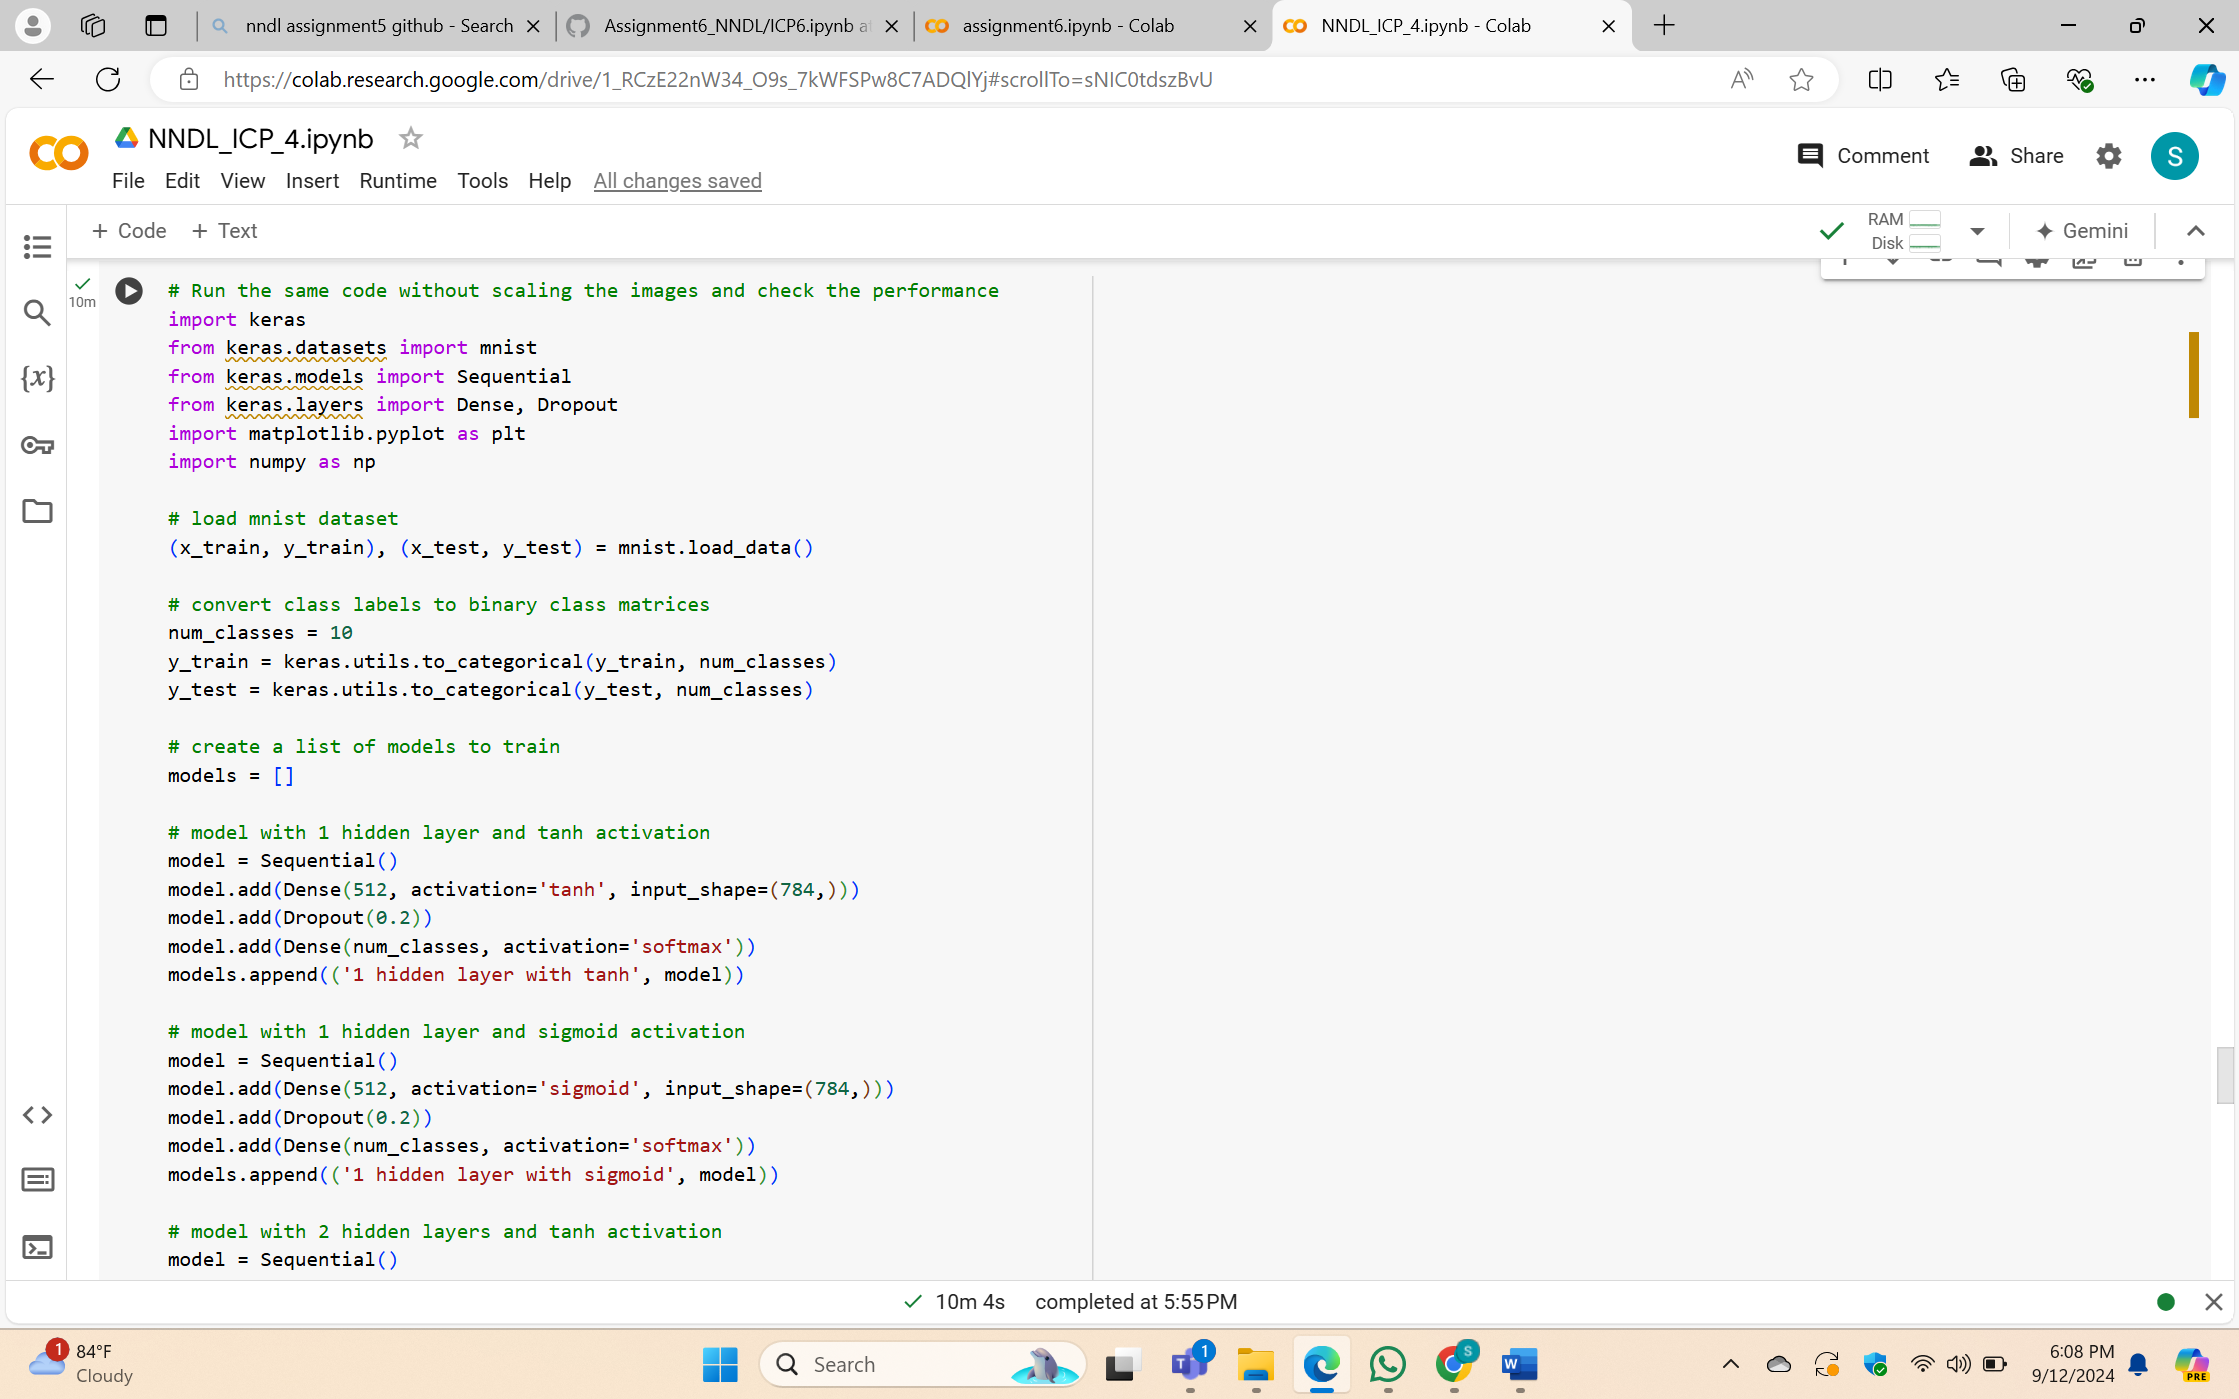 nndl assignment5 github - Search
Assignment6_NNDL/ICP6.ipynb at
assignment6.ipynb - Colab
NNDL_ICP_4.ipynb - Colab
https://colab.research.google.com/drive/1_RCzE22nW34_O9s_7kWFSPw8C7ADQlYj#scrollTo=sNIC0tdszBvU
NNDL_ICP_4.ipynb
File Edit View Insert Runtime Tools Help All changes saved
Comment
Share
S
+ Code + Text
RAM
Disk
Gemini
10m
# Run the same code without scaling the images and check the performance
import keras
from keras.datasets import mnist
from keras.models import Sequential
from keras.layers import Dense, Dropout
import matplotlib.pyplot as plt
import numpy as np
# load mnist dataset
(x_train, y_train), (x_test, y_test) = mnist.load_data()
# convert class labels to binary class matrices
num_classes = 10
y_train = keras.utils.to_categorical(y_train, num_classes)
y_test = keras.utils.to_categorical(y_test, num_classes)
# create a list of models to train
models = []
# model with 1 hidden layer and tanh activation
model = Sequential()
model.add(Dense(512, activation='tanh', input_shape=(784,)))
model.add(Dropout(0.2))
model.add(Dense(num_classes, activation='softmax'))
models.append(('1 hidden layer with tanh', model))
# model with 1 hidden layer and sigmoid activation
model = Sequential()
model.add(Dense(512, activation='sigmoid', input_shape=(784,)))
model.add(Dropout(0.2))
model.add(Dense(num_classes, activation='softmax'))
models.append(('1 hidden layer with sigmoid', model))
# model with 2 hidden layers and tanh activation
model = Sequential()
10m 4s completed at 5:55 PM
1
84°F
Cloudy
Search
1
S
6:08 PM
9/12/2024
PRE